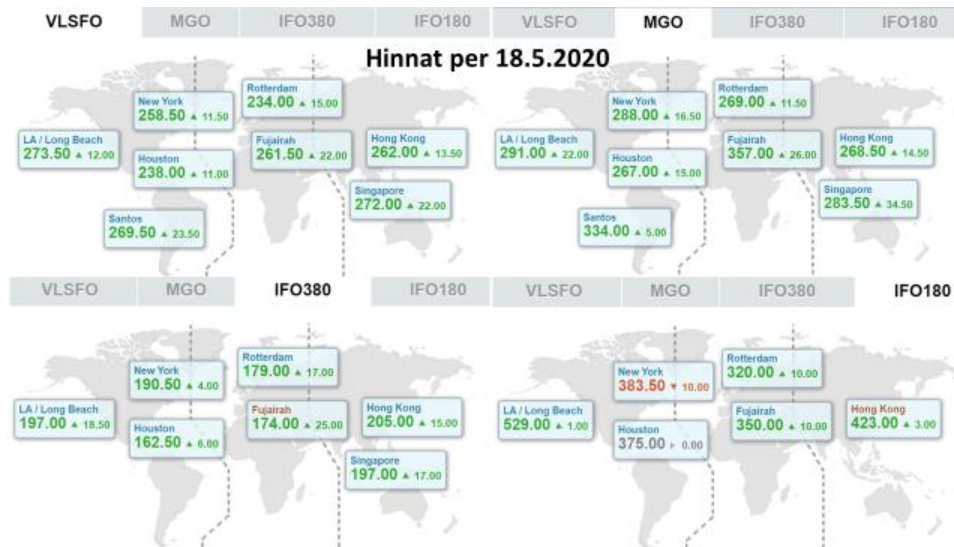 VLSFO MGO IFO380 IFO180
VLSFO MGO IFO380 IFO180
Hinnat per 18.5.2020
Rotterdam
234.00 ▲ 15.00
New York
258.50 ▲ 11.50
LA / Long Beach
273.50 ▲ 12.00
Fujairah
261.50 ▲ 22.00
Hong Kong
262.00 ▲ 13.50
Houston
238.00 ▲ 11.00
Singapore
272.00 ▲ 22.00
Santos
269.50 ▲ 23.50
Rotterdam
269.00 ▲ 11.50
New York
288.00 ▲ 16.50
LA / Long Beach
291.00 ▲ 22.00
Fujairah
357.00 ▲ 26.00
Hong Kong
268.50 ▲ 14.50
Houston
267.00 ▲ 15.00
Singapore
283.50 ▲ 34.50
Santos
334.00 ▲ 5.00
VLSFO MGO IFO380 IFO180
Rotterdam
179.00 ▲ 17.00
New York
190.50 ▲ 4.00
LA / Long Beach
197.00 ▲ 18.50
Fujairah
174.00 ▲ 25.00
Hong Kong
205.00 ▲ 15.00
Houston
162.50 ▲ 6.00
Singapore
197.00 ▲ 17.00
VLSFO MGO IFO380 IFO180
Rotterdam
320.00 ▲ 10.00
New York
383.50 ▼ 10.00
LA / Long Beach
529.00 ▲ 1.00
Fujairah
350.00 ▲ 10.00
Hong Kong
423.00 ▲ 3.00
Houston
375.00 ▹ 0.00